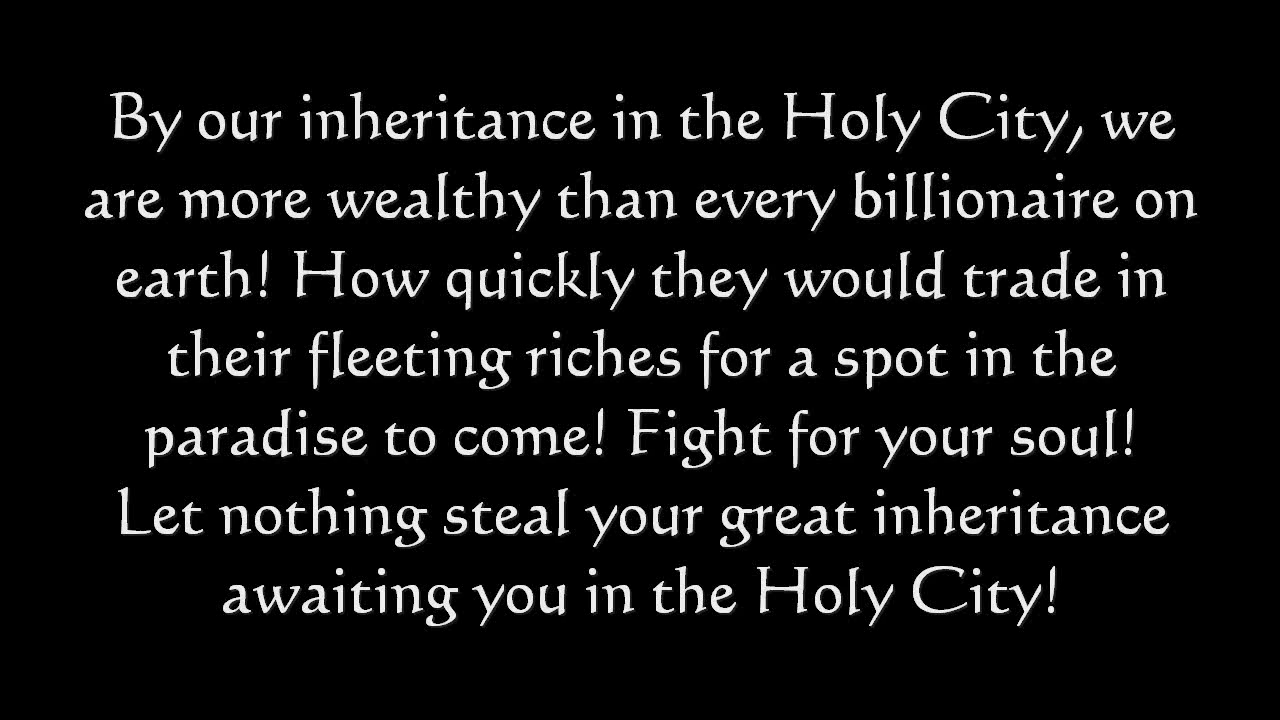 By our inheritance in the Holy City, we
are more wealthy than every billionaire on
earth! How quickly they would trade in
their fleeting riches for a spot in the
paradise to come! Fight for your soul!
Let nothing steal your great inheritance
awaiting you in the Holy City!